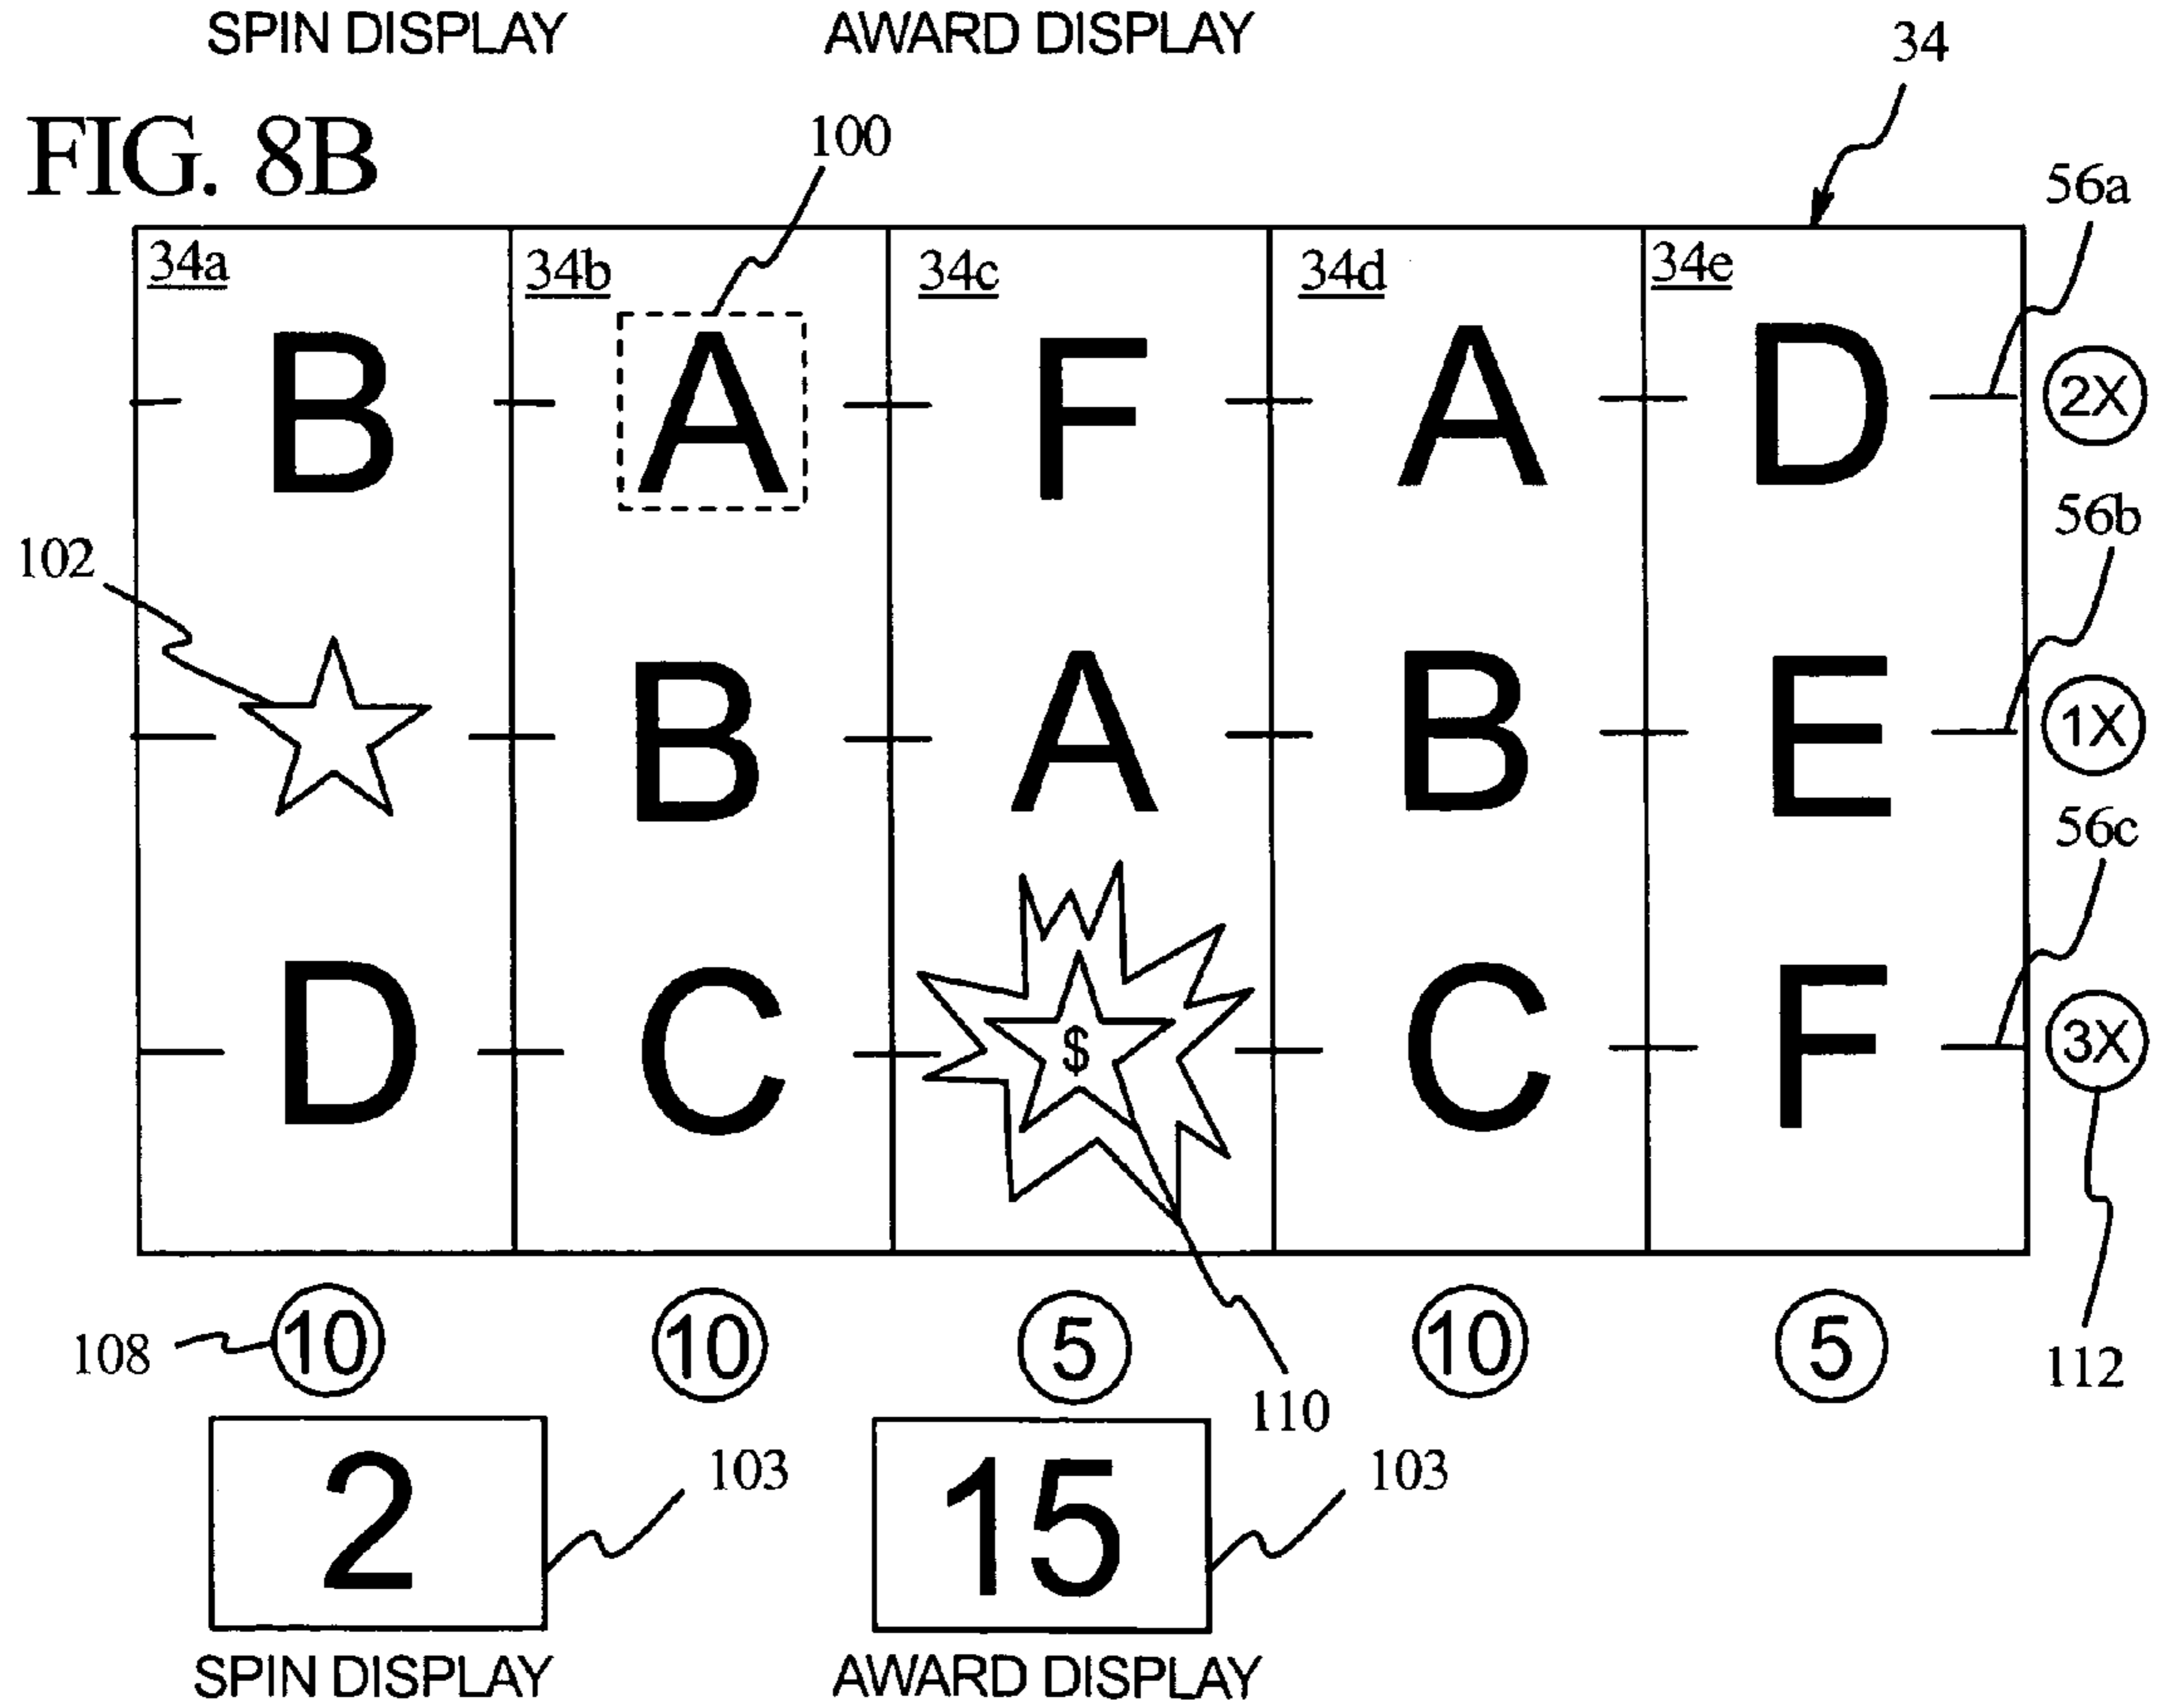 SPIN DISPLAY AWARD DISPLAY
34
FIG. 8B
100
56a
34a 34b 34c 34d 34e
B A F A D 2X
56b
102
B A B E 1X
56c
D C $ C F 3X
10 10 5 10 5
108
112
110
2 103 15 103
SPIN DISPLAY AWARD DISPLAY